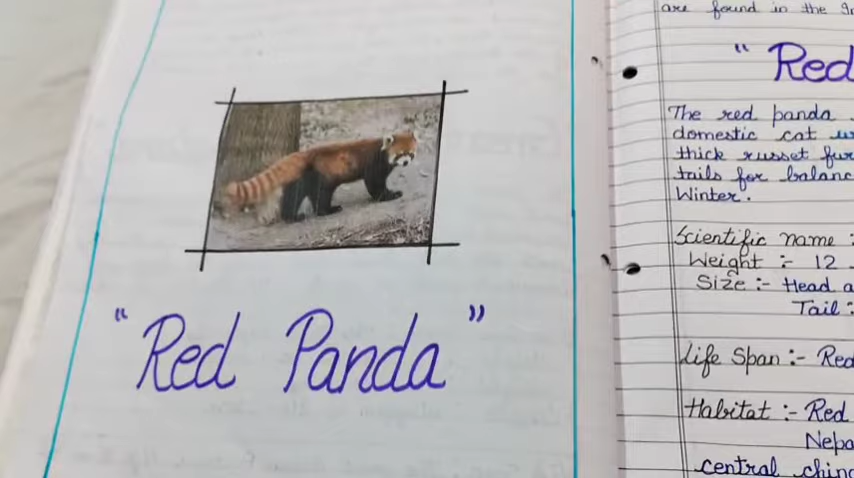 “ Red Panda ”
are found in the
“ Red
The red panda
domestic cat
thick russet fur
tails for balanc
Winter.
Scientific name :
Weight :- 12
Size :- Head a
Tail :
Life Span :- Red
Habitat :- Red
Nepa
central chin